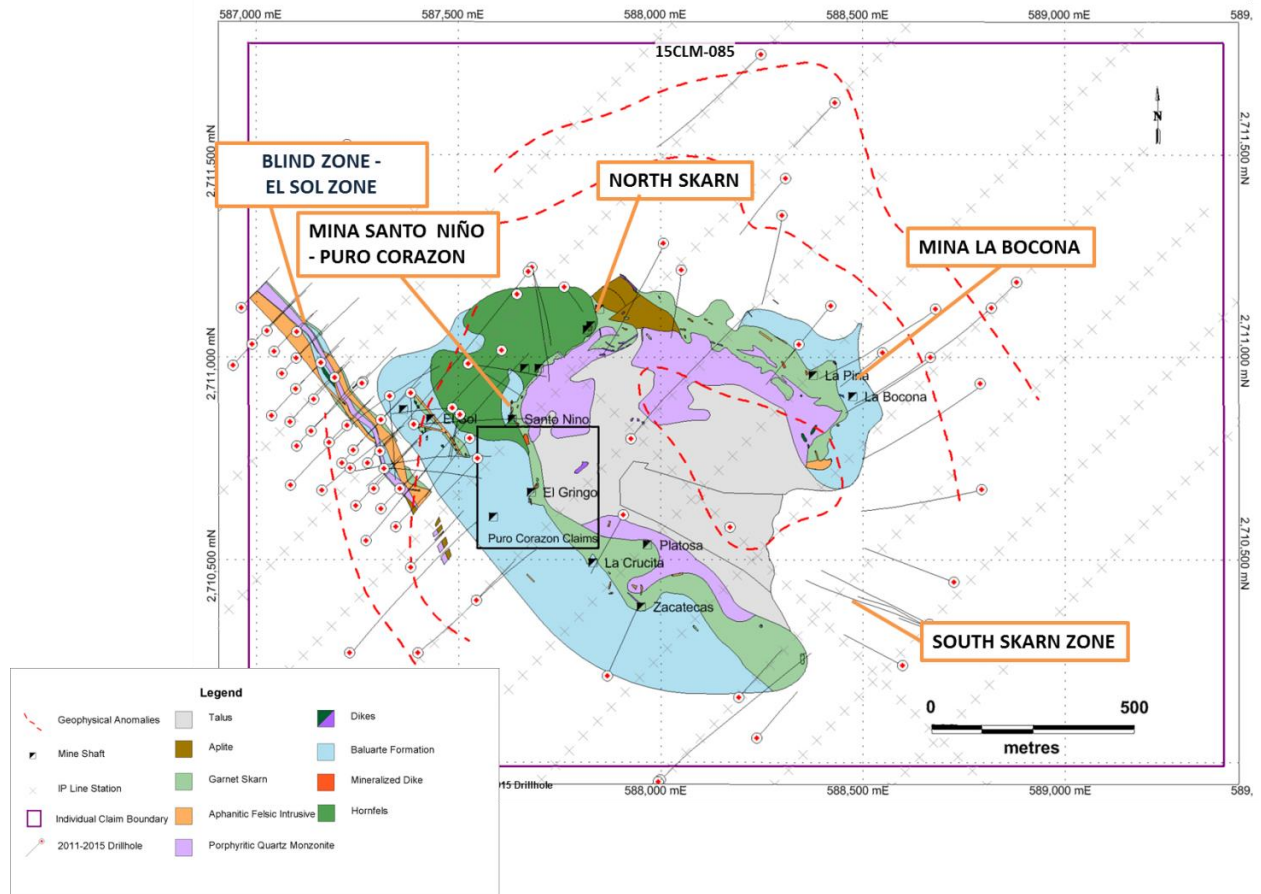 587,000 mE
587,500 mE
588,000 mE
588,500 mE
589,000 mE
589,
15CLM-085
N
2,711,500 mN
2,711,500 mN
BLIND ZONE -
EL SOL ZONE
NORTH SKARN
MINA SANTO NIÑO
- PURO CORAZON
MINA LA BOCONA
2,711,000 mN
2,711,000 mN
La Pina
La Bocona
El Sol
Santo Nino
El Gringo
Puro Corazon Claims
Platosa
La Crucita
Zacatecas
2,710,500 mN
2,710,500 mN
SOUTH SKARN ZONE
0 500
metres
Legend
Geophysical Anomalies
Mine Shaft
IP Line Station
Individual Claim Boundary
2011-2015 Drillhole
Talus
Aplite
Garnet Skarn
Aphanitic Felsic Intrusive
Porphyritic Quartz Monzonite
Dikes
Baluarte Formation
Mineralized Dike
Hornfels
015 Drillhole
588,000 mE
588,500 mE
589,000 mE
589,